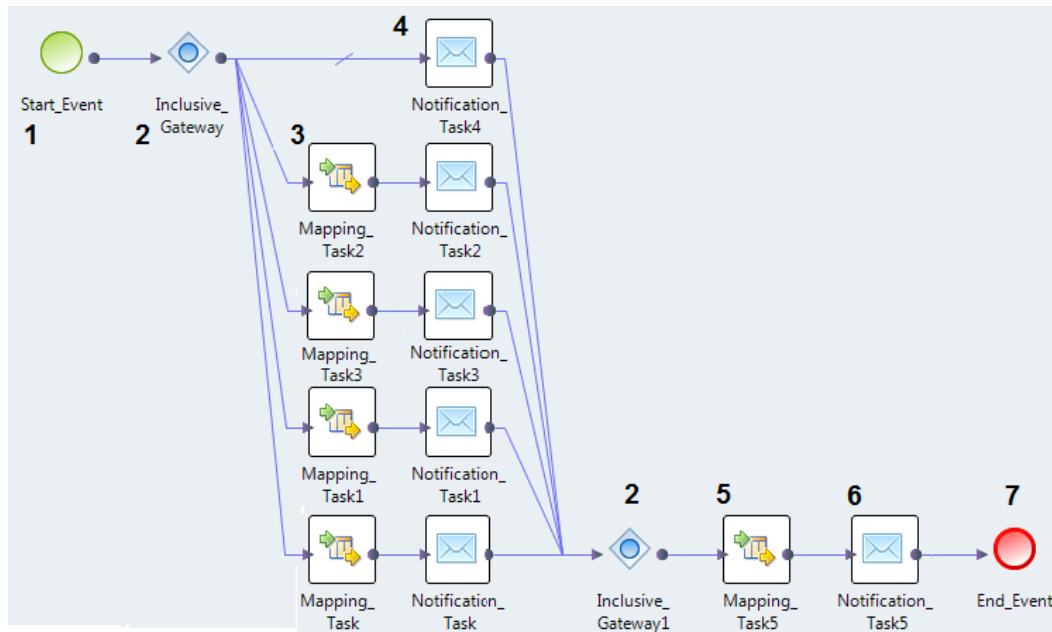 4
Start_Event
1
Inclusive_
Gateway
2
Notification_
Task4
3
Mapping_
Task2
Notification_
Task2
Mapping_
Task3
Notification_
Task3
Mapping_
Task1
Notification_
Task1
2
5
6
7
Mapping_
Task
Notification_
Task
Inclusive_
Gateway1
Mapping_
Task5
Notification_
Task5
End_Event